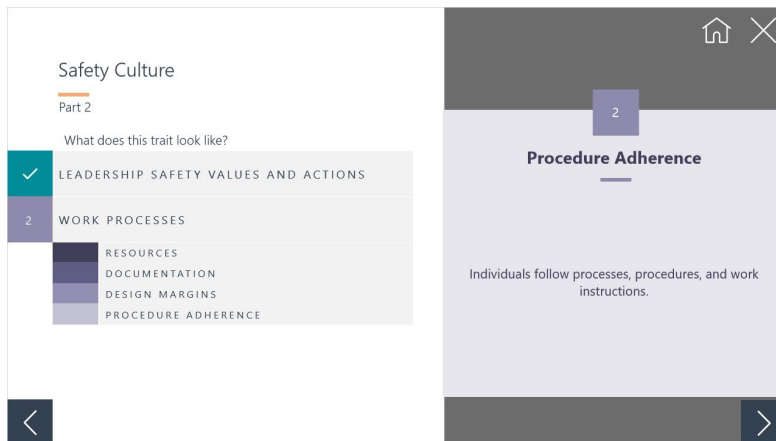 Safety Culture
Part 2
What does this trait look like?
LEADERSHIP SAFETY VALUES AND ACTIONS
2
WORK PROCESSES
RESOURCES
DOCUMENTATION
DESIGN MARGINS
PROCEDURE ADHERENCE
2
Procedure Adherence
Individuals follow processes, procedures, and work
instructions.